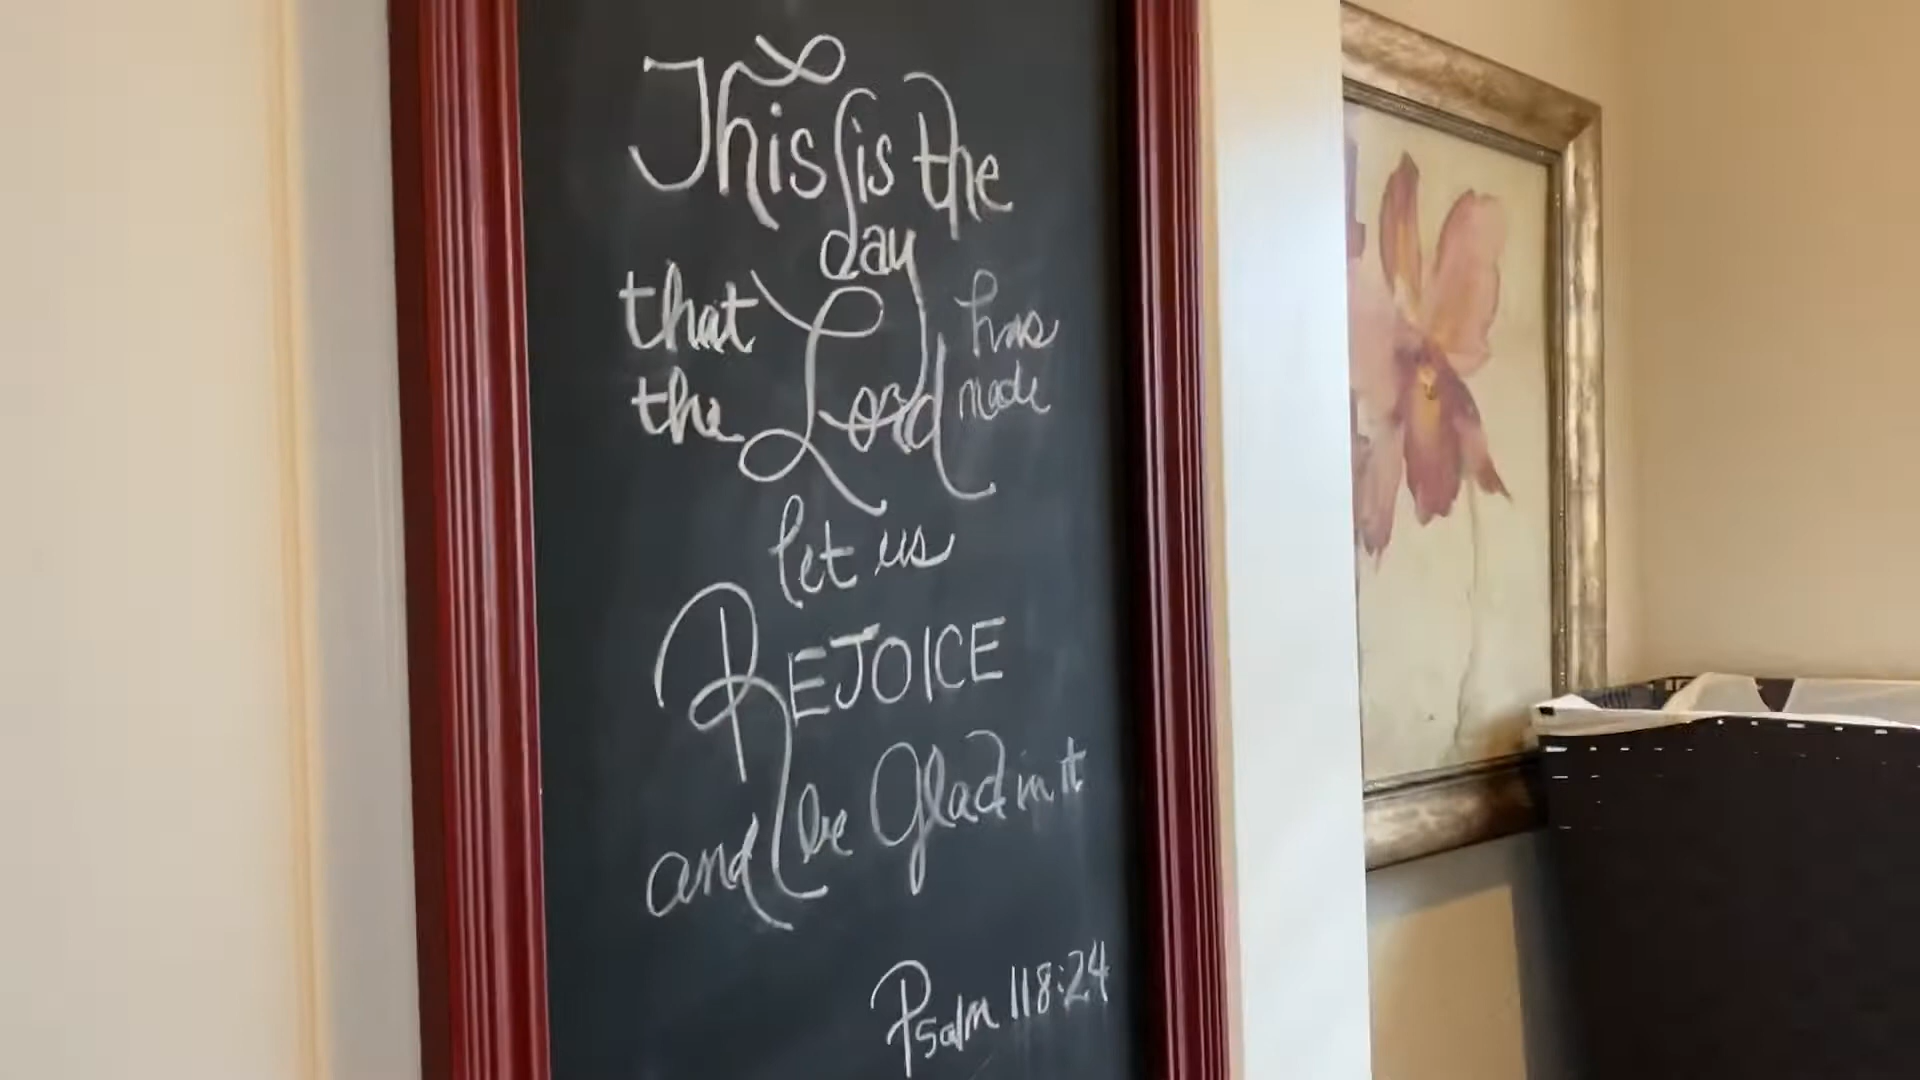 This is the
day
that
the
Lord
has
made
let us
REJOICE
and be Glad in it
Psalm 118:24